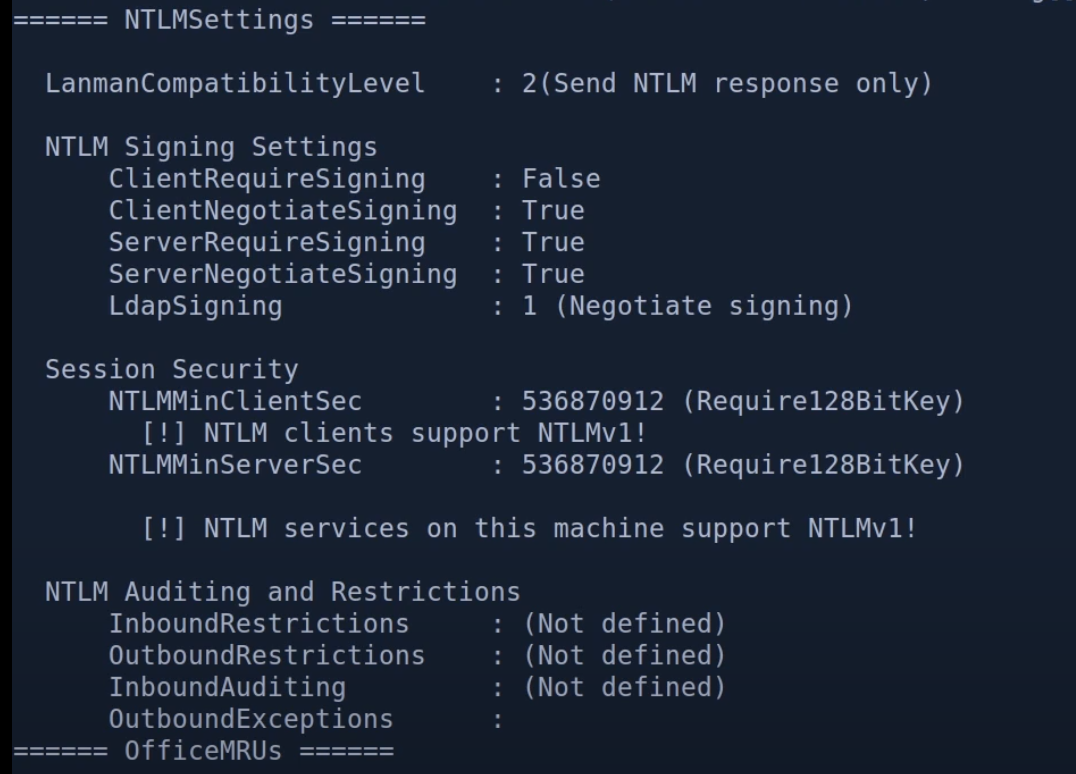 ====== NTLMSettings ======
LanmanCompatibilityLevel : 2(Send NTLM response only)
NTLM Signing Settings
ClientRequireSigning : False
ClientNegotiateSigning : True
ServerRequireSigning : True
ServerNegotiateSigning : True
LdapSigning : 1 (Negotiate signing)
Session Security
NTLMMinClientSec : 536870912 (Require128BitKey)
[!] NTLM clients support NTLMv1!
NTLMMinServerSec : 536870912 (Require128BitKey)
[!] NTLM services on this machine support NTLMv1!
NTLM Auditing and Restrictions
InboundRestrictions : (Not defined)
OutboundRestrictions : (Not defined)
InboundAuditing : (Not defined)
OutboundExceptions :
====== OfficeMRUs ======